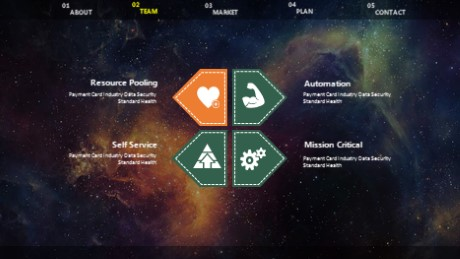 01
ABOUT
02
TEAM
03
MARKET
04
PLAN
05
CONTACT
Resource Pooling
Payment Card Industry Data Security
Standard Health
Automation
Payment Card Industry Data Security
Standard Health
Self Service
Payment Card Industry Data Security
Standard Health
Mission Critical
Payment Card Industry Data Security
Standard Health